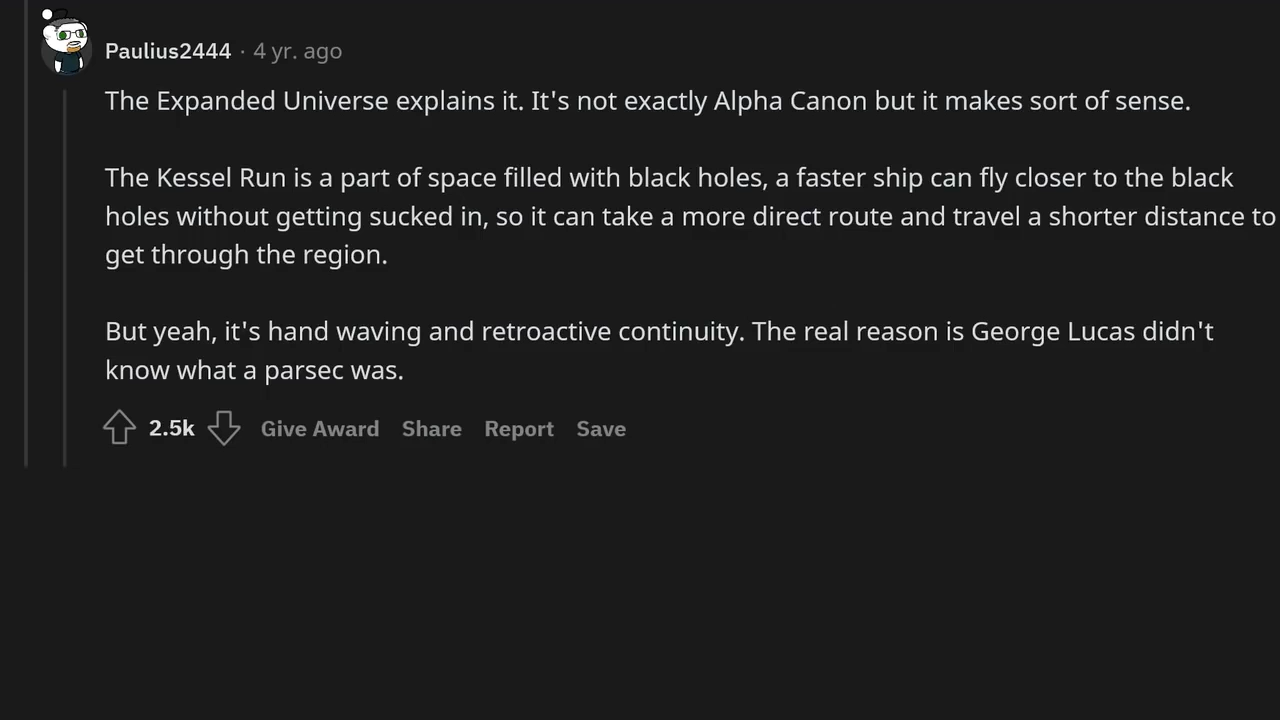 Paulius2444 · 4 yr. ago
The Expanded Universe explains it. It's not exactly Alpha Canon but it makes sort of sense.
The Kessel Run is a part of space filled with black holes, a faster ship can fly closer to the black
holes without getting sucked in, so it can take a more direct route and travel a shorter distance to
get through the region.
But yeah, it's hand waving and retroactive continuity. The real reason is George Lucas didn't
know what a parsec was.
2.5k Give Award Share Report Save